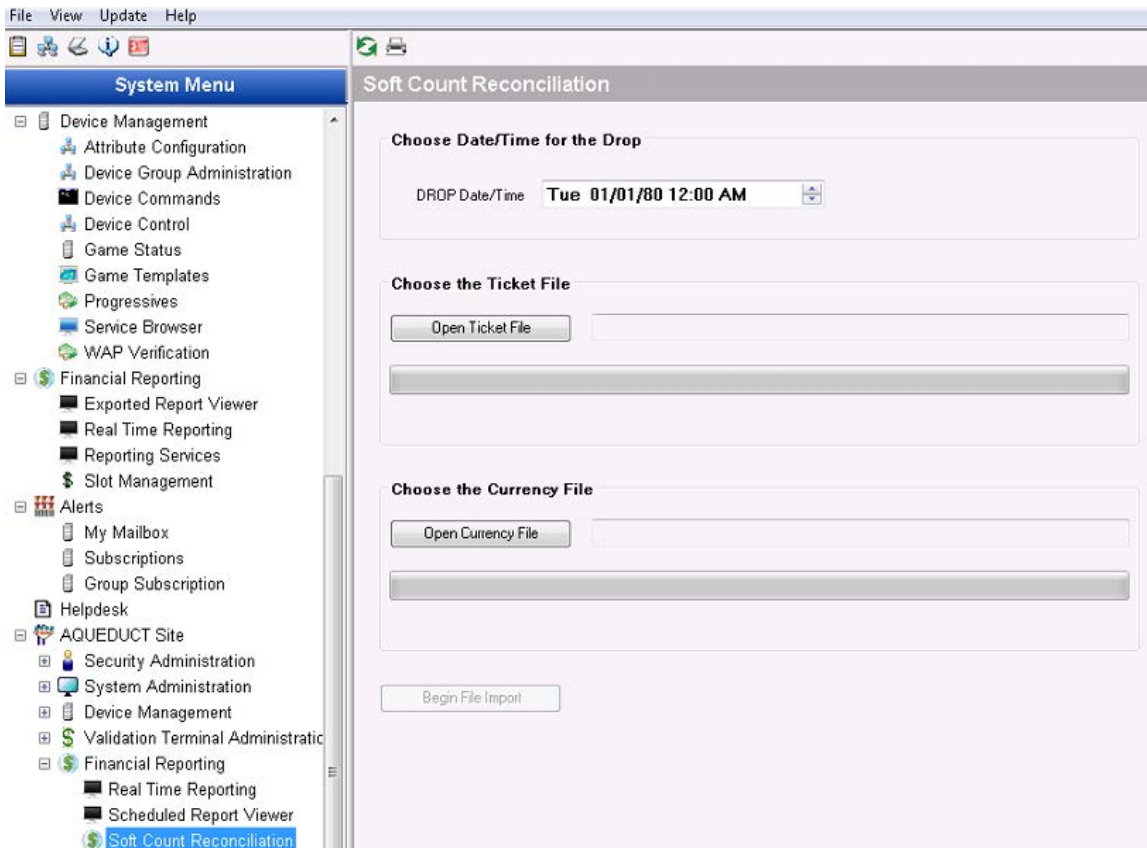 File View Update Help
EXIT
System Menu
Device Management
Attribute Configuration
Device Group Administration
Device Commands
Device Control
Game Status
Game Templates
Progressives
Service Browser
WAP Verification
Financial Reporting
Exported Report Viewer
Real Time Reporting
Reporting Services
Slot Management
Alerts
My Mailbox
Subscriptions
Group Subscription
Helpdesk
AQUEDUCT Site
Security Administration
System Administration
Device Management
Validation Terminal Administratic
Financial Reporting
Real Time Reporting
Scheduled Report Viewer
Soft Count Reconciliation
Soft Count Reconciliation
Choose Date/Time for the Drop
DROP Date/Time Tue 01/01/80 12:00 AM
Choose the Ticket File
Open Ticket File
Choose the Currency File
Open Currency File
Begin File Import